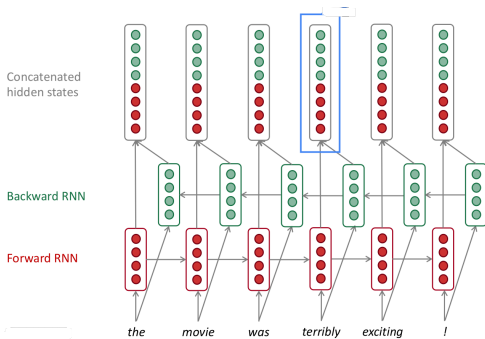 Concatenated
hidden states
Backward RNN
Forward RNN
the movie was terribly exciting !